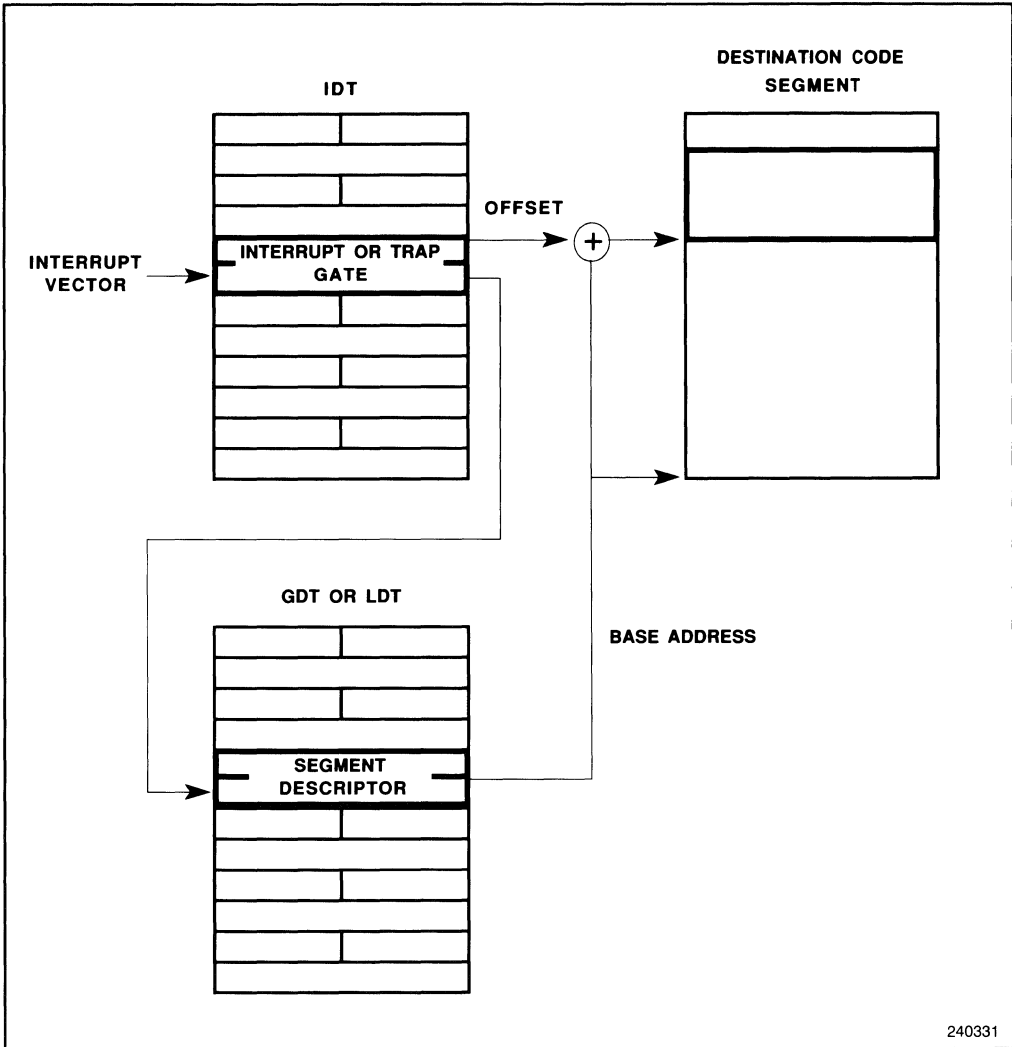 IDT
DESTINATION CODE
SEGMENT
OFFSET
+
INTERRUPT
VECTOR
INTERRUPT OR TRAP
GATE
GDT OR LDT
BASE ADDRESS
SEGMENT
DESCRIPTOR
240331